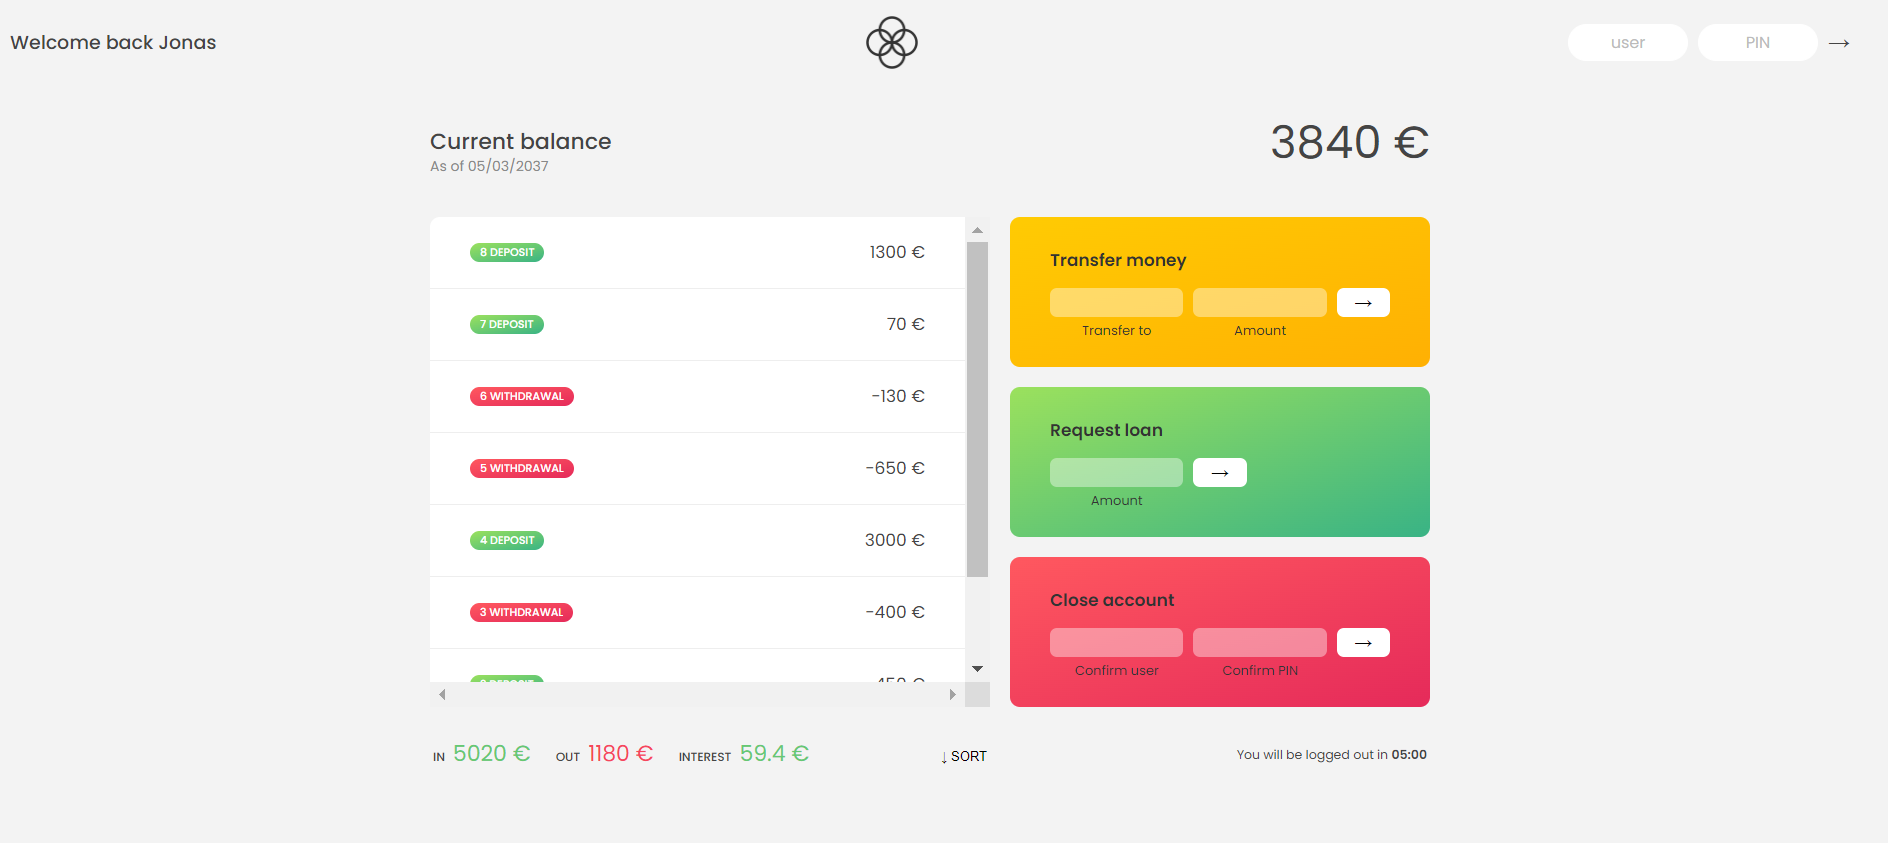 Welcome back Jonas
user
PIN
→
Current balance
As of 05/03/2037
3840 €
8 DEPOSIT
1300 €
7 DEPOSIT
70 €
6 WITHDRAWAL
-130 €
5 WITHDRAWAL
-650 €
4 DEPOSIT
3000 €
3 WITHDRAWAL
-400 €
Transfer money
→
Transfer to
Amount
Request loan
→
Amount
Close account
→
Confirm user
Confirm PIN
IN 5020 €
OUT 1180 €
INTEREST 59.4 €
↓ SORT
You will be logged out in 05:00